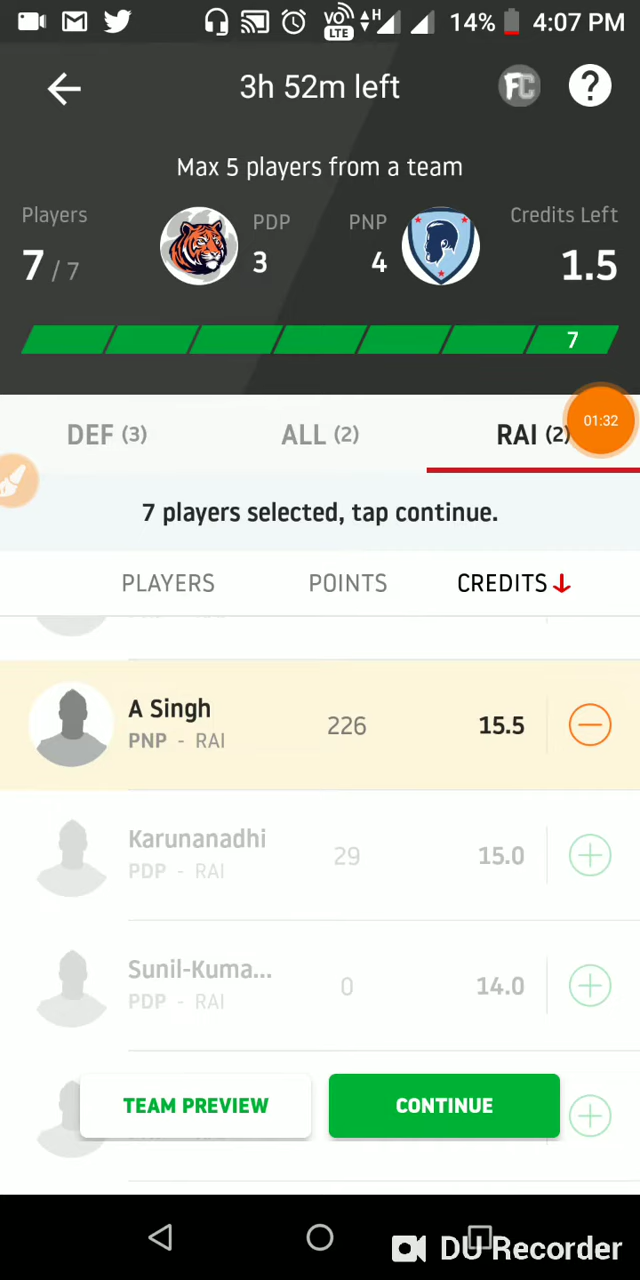 VO LTE H 14% 4:07 PM
3h 52m left FC ?
Max 5 players from a team
Players PDP PNP Credits Left
7 / 7 3 4 1.5
7
DEF (3) ALL (2) RAI (2) 01:32
7 players selected, tap continue.
PLAYERS POINTS CREDITS
A Singh
PNP - RAI 226 15.5
Karunanadhi
PDP - RAI 29 15.0
Sunil-Kuma...
PDP - RAI 0 14.0
TEAM PREVIEW CONTINUE
DU Recorder